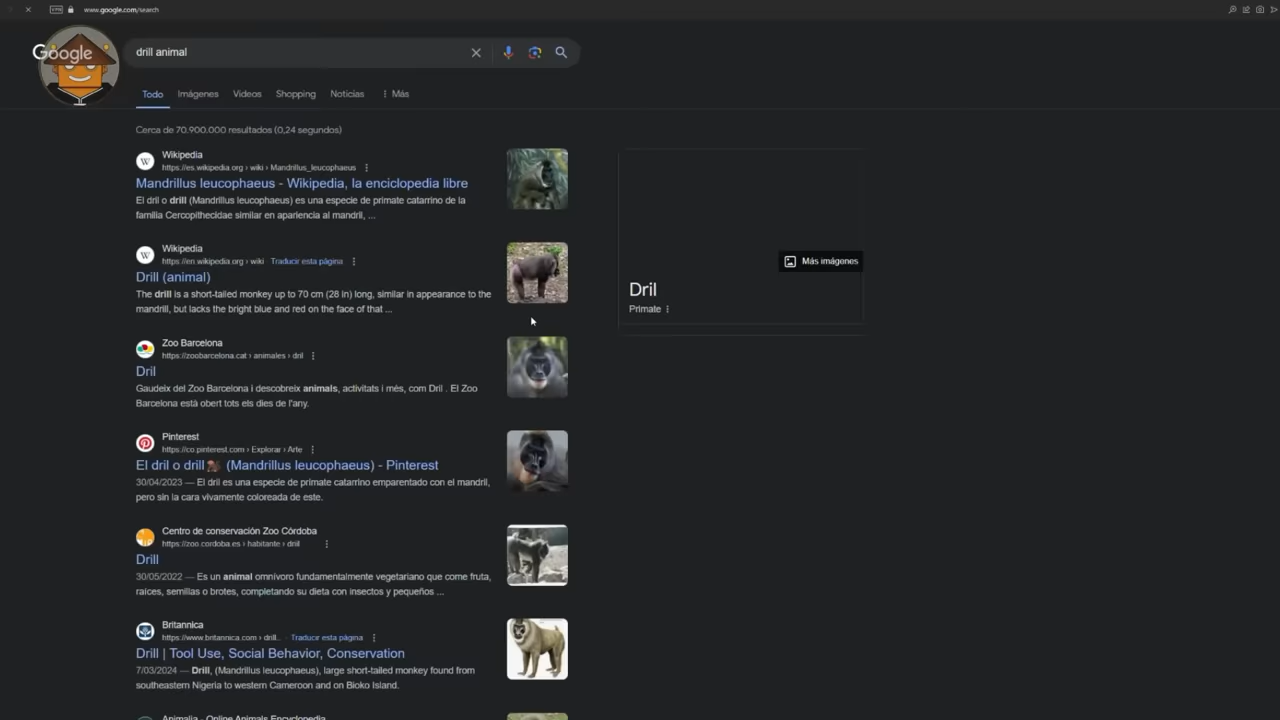 VPN
www.google.com/search
Google
drill animal
Todo
Imágenes
Videos
Shopping
Noticias
Más
Cerca de 70.900.000 resultados (0,24 segundos)
W
Wikipedia
https://es.wikipedia.org › wiki › Mandrillus_leucophaeus
Mandrillus leucophaeus - Wikipedia, la enciclopedia libre
El dril o drill (Mandrillus leucophaeus) es una especie de primate catarrino de la
familia Cercopithecidae similar en apariencia al mandril, ...
W
Wikipedia
https://en.wikipedia.org › wiki Traducir esta página
Drill (animal)
The drill is a short-tailed monkey up to 70 cm (28 in) long, similar in appearance to the
mandrill, but lacks the bright blue and red on the face of that ...
Zoo Barcelona
https://zoobarcelona.cat › animales › dril
Dril
Gaudeix del Zoo Barcelona i descobreix animals, activitats i més, com Dril . El Zoo
Barcelona està obert tots els dies de l'any.
Pinterest
https://co.pinterest.com › Explorar › Arte
El dril o drill (Mandrillus leucophaeus) - Pinterest
30/04/2023 — El dril es una especie de primate catarrino emparentado con el mandril,
pero sin la cara vivamente coloreada de este.
Centro de conservación Zoo Córdoba
https://zoo.cordoba.es › habitante › dril
Drill
30/05/2022 — Es un animal omnívoro fundamentalmente vegetariano que come fruta,
raíces, semillas o brotes, completando su dieta con insectos y pequeños ...
Britannica
https://www.britannica.com › drill... · Traducir esta página
Drill | Tool Use, Social Behavior, Conservation
7/03/2024 — Drill, (Mandrillus leucophaeus), large short-tailed monkey found from
southeastern Nigeria to western Cameroon and on Bioko Island.
Animalia - Online Animals Encyclopedia
Más imágenes
Dril
Primate